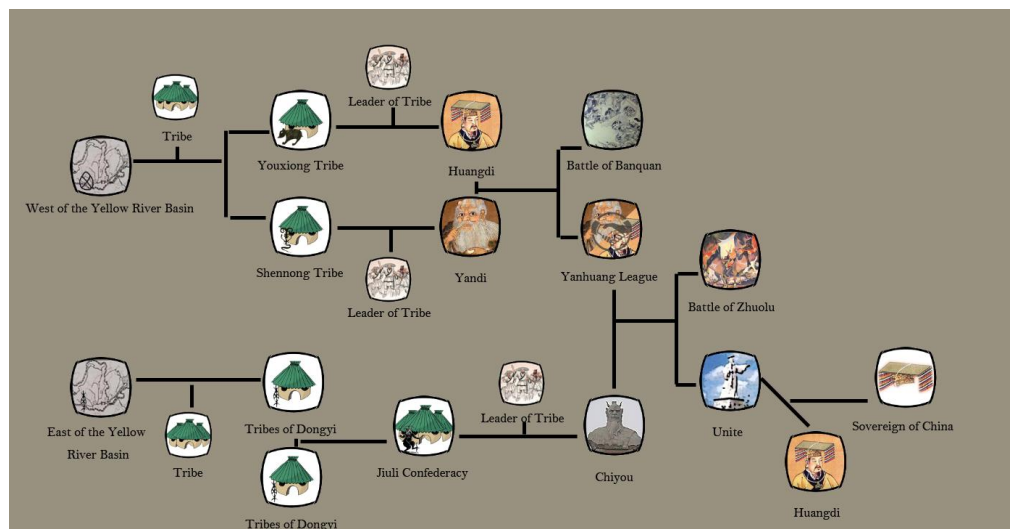 Leader of Tribe
Tribe
Youxiong Tribe
Huangdi
Battle of Banquan
West of the Yellow River Basin
Shennong Tribe
Yandi
Yanhuang League
Leader of Tribe
Battle of Zhuolu
Leader of Tribe
East of the Yellow
River Basin
Tribes of Dongyi
Unite
Sovereign of China
Tribe
Jiuli Confederacy
Chiyou
Huangdi
Tribes of Dongyi